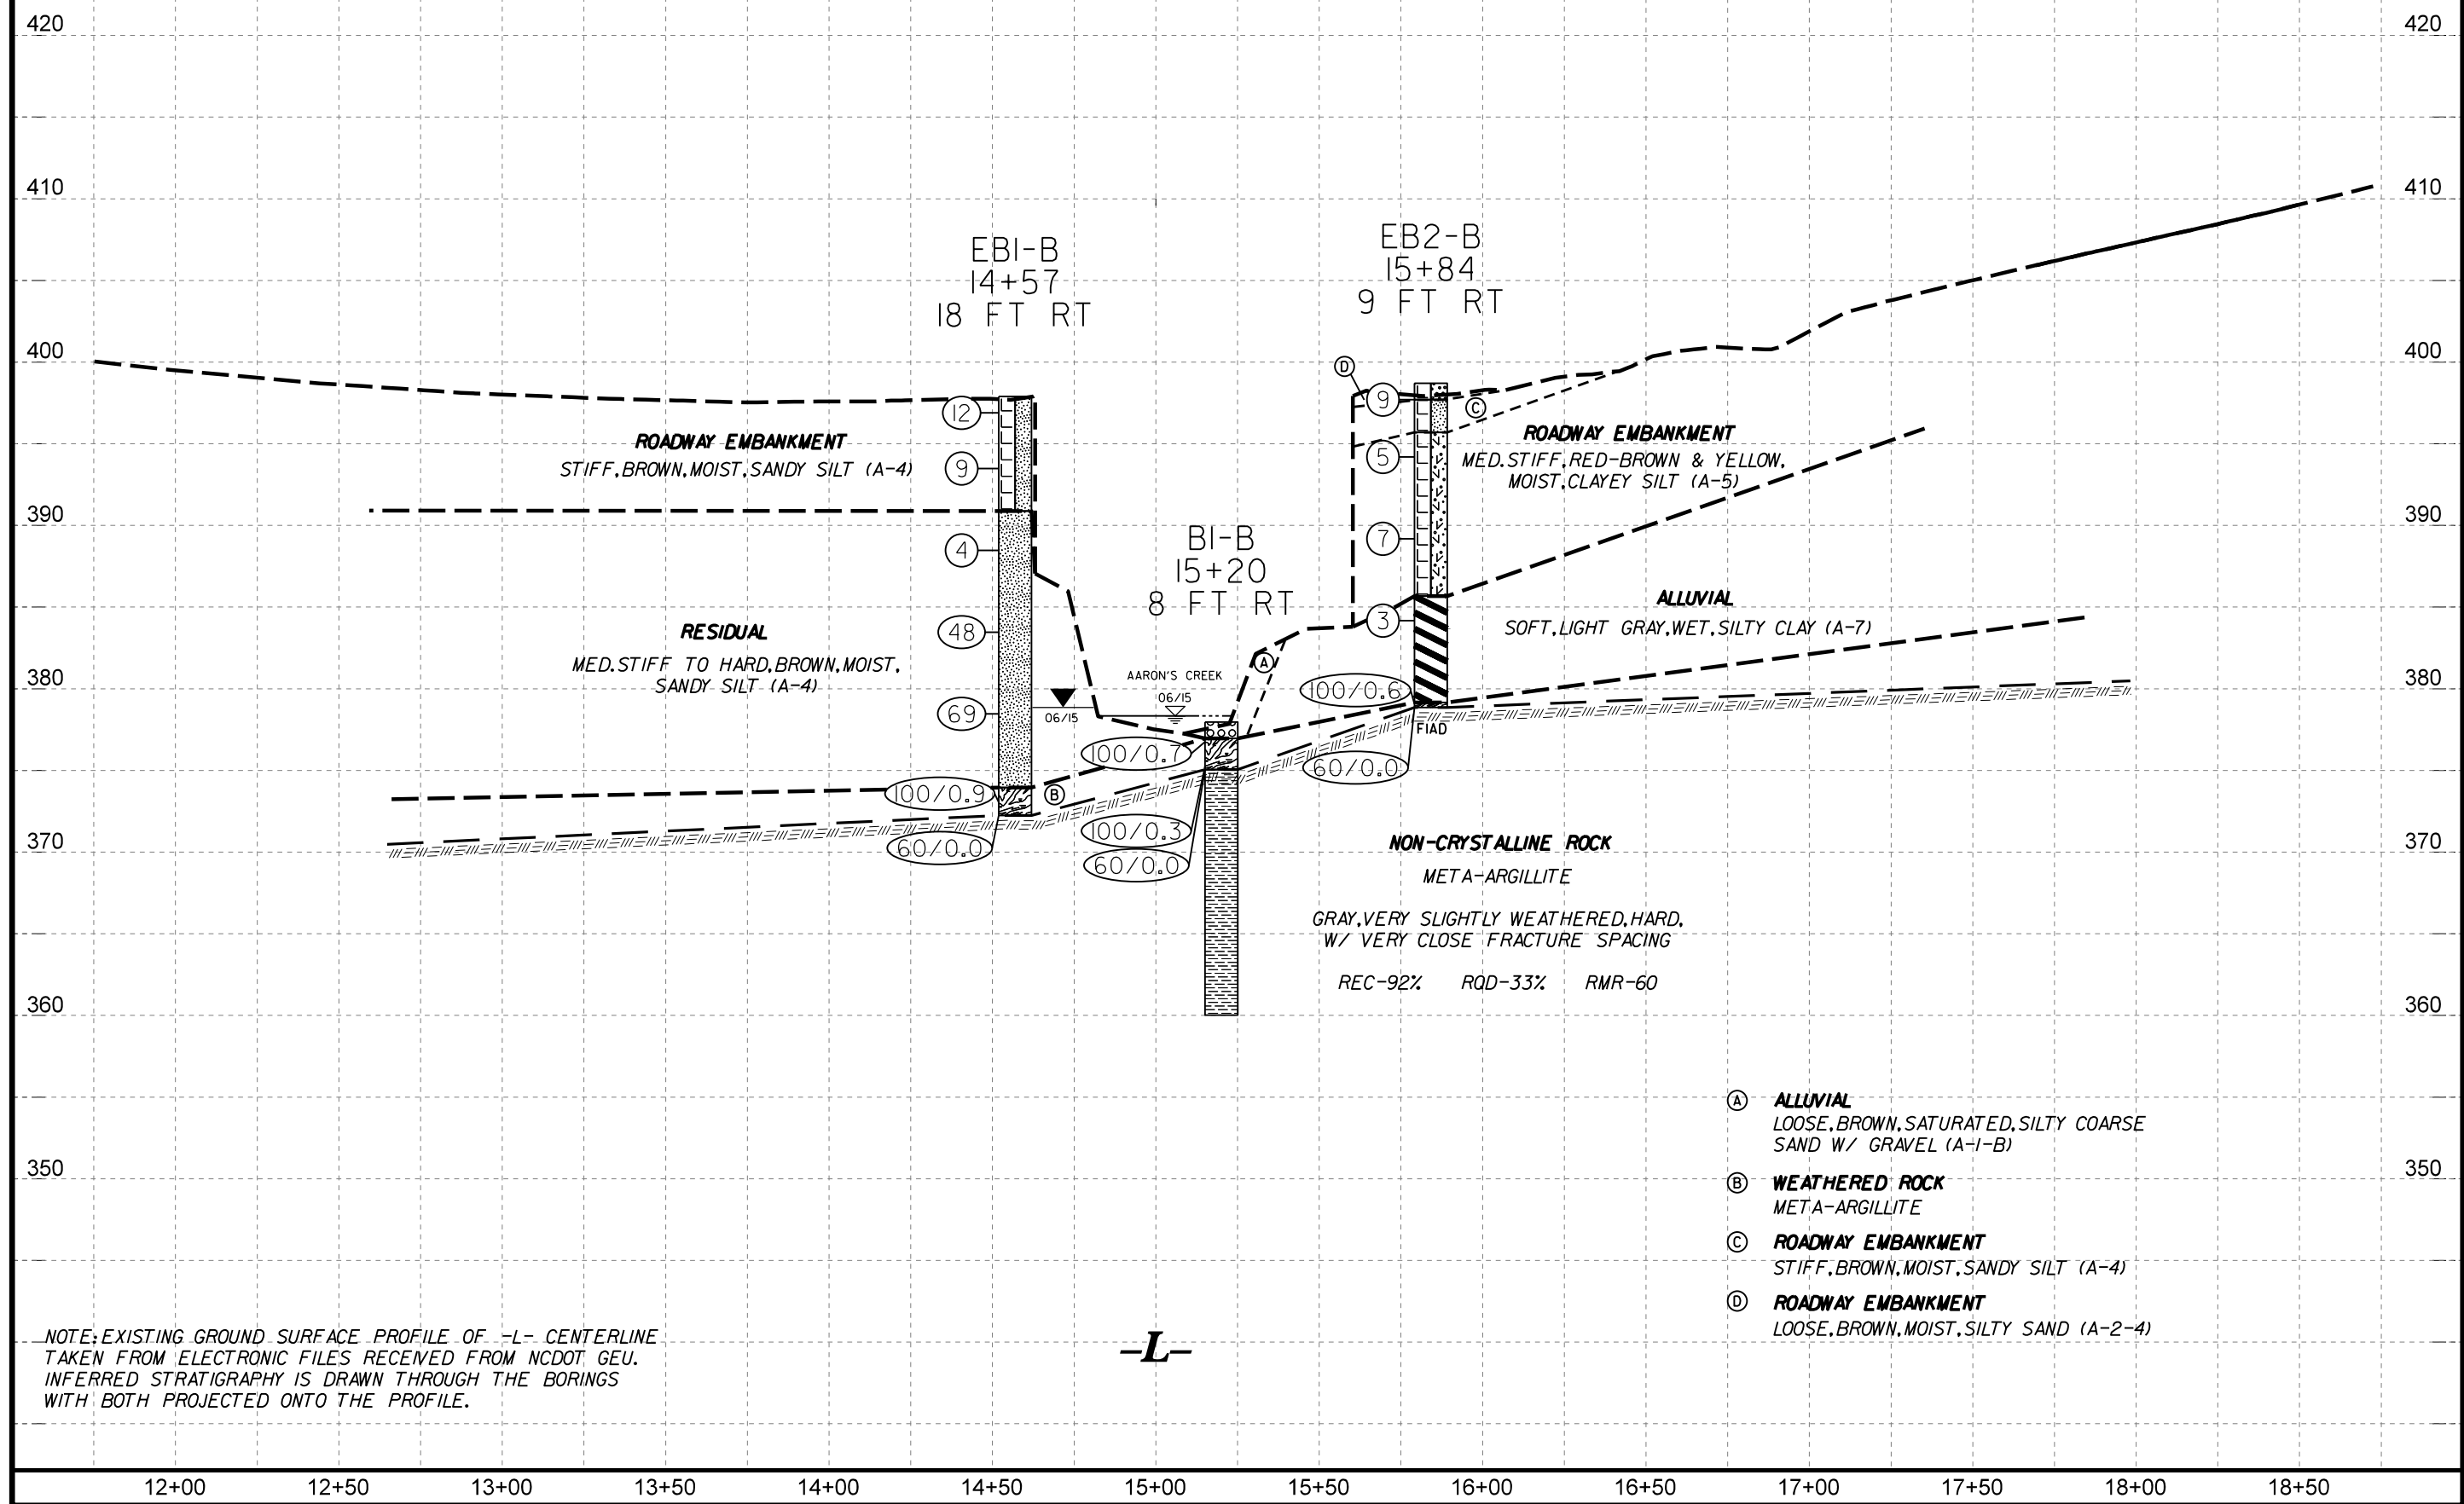 420 420
410 410
EB1-B
14+57
18 FT RT
EB2-B
15+84
9 FT RT
400 400
D
12
9
C
ROADWAY EMBANKMENT
STIFF,BROWN,MOIST,SANDY SILT (A-4)
9
5
ROADWAY EMBANKMENT
MED.STIFF,RED-BROWN & YELLOW,
MOIST,CLAYEY SILT (A-5)
390 390
4
7
B1-B
15+20
8 FT RT
RESIDUAL
MED.STIFF TO HARD,BROWN,MOIST,
SANDY SILT (A-4)
48
3
ALLUVIAL
SOFT,LIGHT GRAY,WET,SILTY CLAY (A-7)
A
380 380
AARON'S CREEK
06/15
06/15
69
100/0.6
FIAD
100/0.7
60/0.0
100/0.9
B
100/0.3
60/0.0
60/0.0
370 370
NON-CRYSTALLINE ROCK
META-ARGILLITE
GRAY,VERY SLIGHTLY WEATHERED,HARD,
W/ VERY CLOSE FRACTURE SPACING
REC-92% RQD-33% RMR-60
360 360
350 350
A ALLUVIAL
LOOSE,BROWN,SATURATED,SILTY COARSE
SAND W/ GRAVEL (A-1-B)
B WEATHERED ROCK
META-ARGILLITE
C ROADWAY EMBANKMENT
STIFF,BROWN,MOIST,SANDY SILT (A-4)
D ROADWAY EMBANKMENT
LOOSE,BROWN,MOIST,SILTY SAND (A-2-4)
NOTE:EXISTING GROUND SURFACE PROFILE OF -L- CENTERLINE
TAKEN FROM ELECTRONIC FILES RECEIVED FROM NCDOT GEU.
INFERRED STRATIGRAPHY IS DRAWN THROUGH THE BORINGS
WITH BOTH PROJECTED ONTO THE PROFILE.
-L-
12+00 12+50 13+00 13+50 14+00 14+50 15+00 15+50 16+00 16+50 17+00 17+50 18+00 18+50